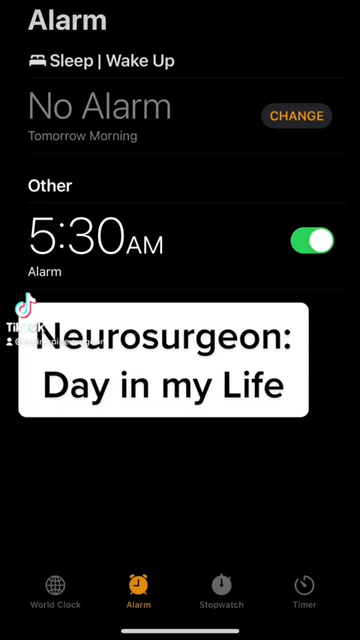 Alarm
Sleep | Wake Up
No Alarm
CHANGE
Tomorrow Morning
Other
5:30AM
Alarm
TikTok
Neurosurgeon:
Day in my Life
World Clock
Alarm
Stopwatch
Timer